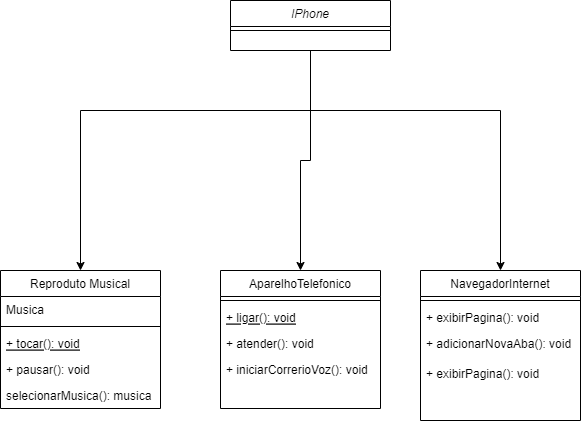 IPhone
Reproduto Musical
Musica
+ tocar(): void
+ pausar(): void
selecionarMusica(): musica
AparelhoTelefonico
+ ligar(): void
+ atender(): void
+ iniciarCorrerioVoz(): void
NavegadorInternet
+ exibirPagina(): void
+ adicionarNovaAba(): void
+ exibirPagina(): void